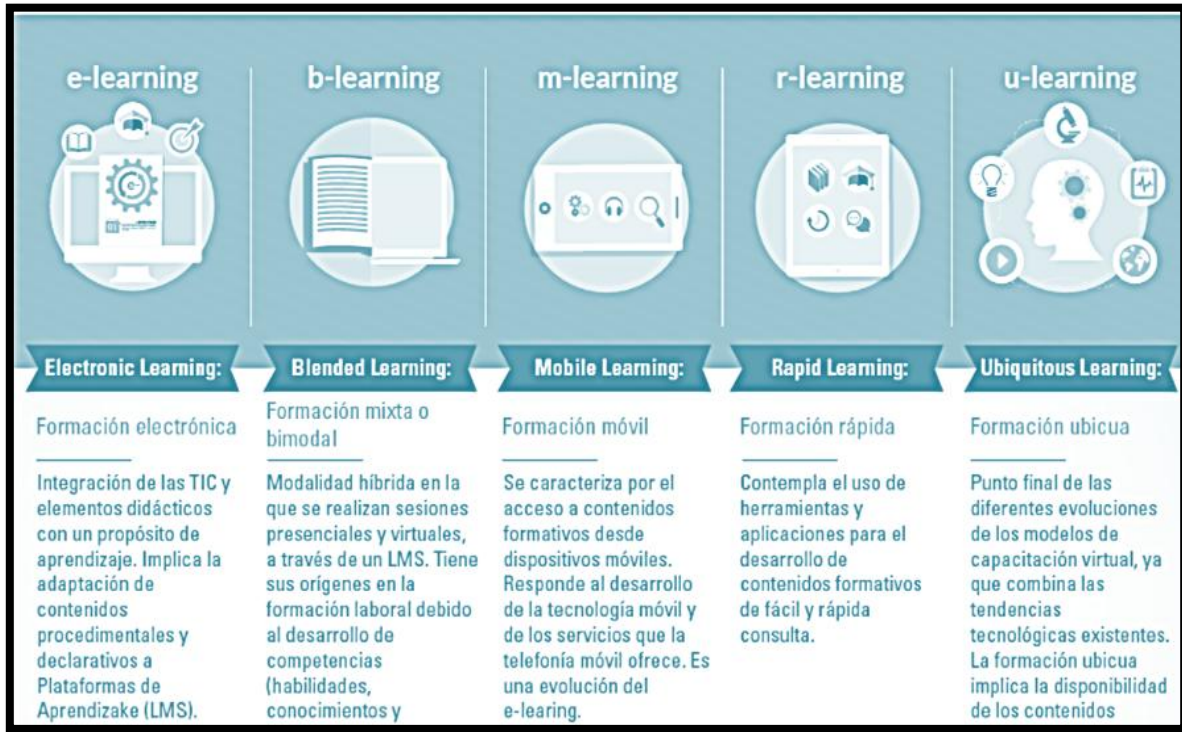 e-learning
b-learning
m-learning
r-learning
u-learning
Electronic Learning:
Formación electrónica
Integración de las TIC y
elementos didácticos
con un propósito de
aprendizaje. Implica la
adaptación de
contenidos
procedimentales y
declarativos a
Plataformas de
Aprendizake (LMS).
Blended Learning:
Formación mixta o
bimodal
Modalidad híbrida en la
que se realizan sesiones
presenciales y virtuales,
a través de un LMS. Tiene
sus orígenes en la
formación laboral debido
al desarrollo de
competencias
(habilidades,
conocimientos y
Mobile Learning:
Formación móvil
Se caracteriza por el
acceso a contenidos
formativos desde
dispositivos móviles.
Responde al desarrollo
de la tecnología móvil y
de los servicios que la
telefonía móvil ofrece. Es
una evolución del
e-learing.
Rapid Learning:
Formación rápida
Contempla el uso de
herramientas y
aplicaciones para el
desarrollo de
contenidos formativos
de fácil y rápida
consulta.
Ubiquitous Learning:
Formación ubicua
Punto final de las
diferentes evoluciones
de los modelos de
capacitación virtual, ya
que combina las
tendencias
tecnológicas existentes.
La formación ubicua
implica la disponibilidad
de los contenidos